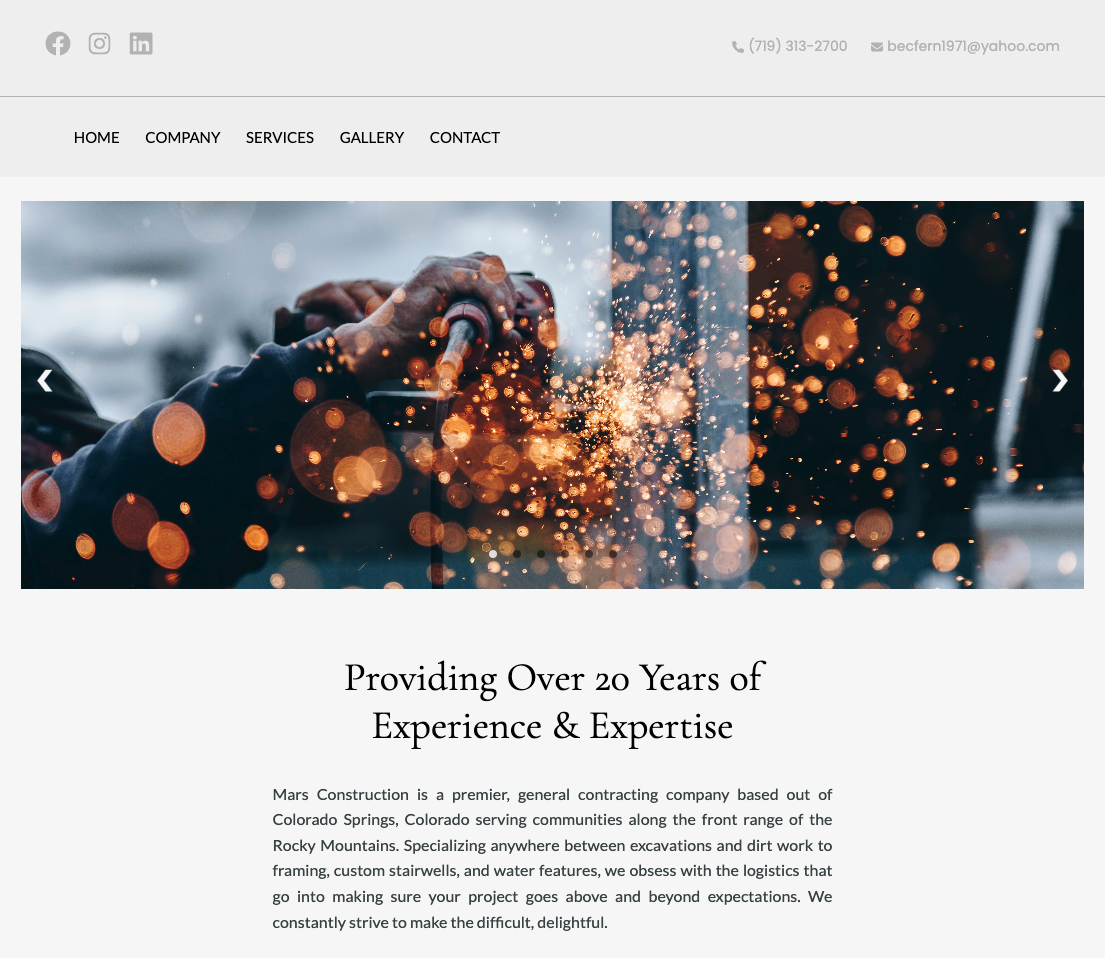 (719) 313-2700 becfern1971@yahoo.com
HOME COMPANY SERVICES GALLERY CONTACT
Providing Over 20 Years of
Experience & Expertise
Mars Construction is a premier, general contracting company based out of
Colorado Springs, Colorado serving communities along the front range of the
Rocky Mountains. Specializing anywhere between excavations and dirt work to
framing, custom stairwells, and water features, we obsess with the logistics that
go into making sure your project goes above and beyond expectations. We
constantly strive to make the difficult, delightful.